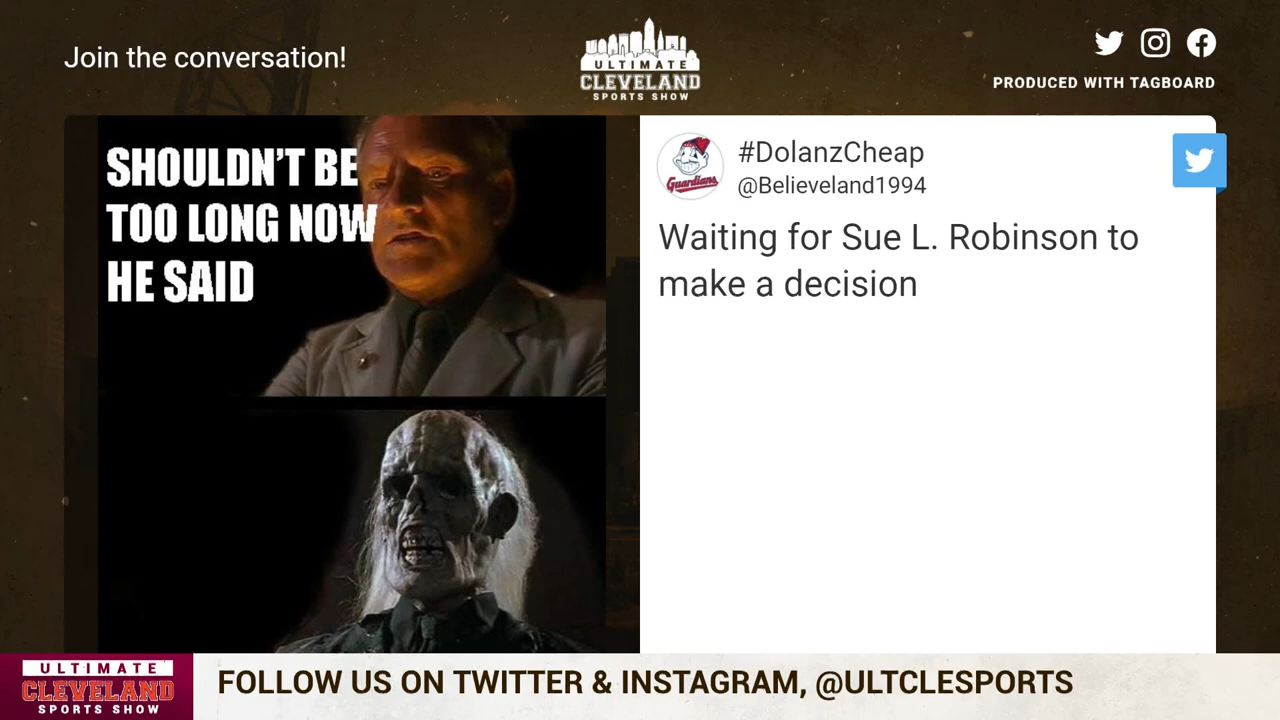 Join the conversation!
ULTIMATE
CLEVELAND
SPORTS SHOW
PRODUCED WITH TAGBOARD
SHOULDN'T BE
TOO LONG NOW
HE SAID
Guardians
#DolanzCheap
@Believeland1994
Waiting for Sue L. Robinson to
make a decision
ULTIMATE
CLEVELAND
SPORTS SHOW
FOLLOW US ON TWITTER & INSTAGRAM, @ULTCLESPORTS